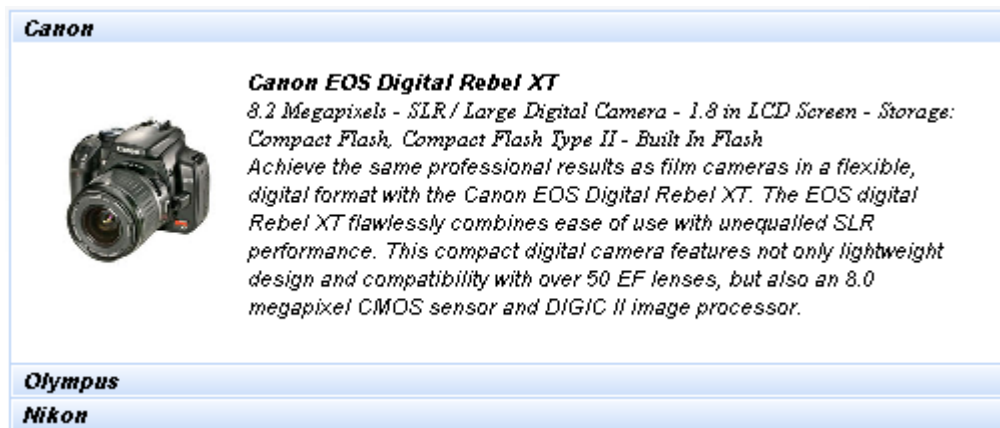 Canon
Canon EOS Digital Rebel XT
8.2 Megapixels - SLR / Large Digital Camera - 1.8 in LCD Screen - Storage:
Compact Flash, Compact Flash Type II - Built In Flash
Achieve the same professional results as film cameras in a flexible,
digital format with the Canon EOS Digital Rebel XT. The EOS digital
Rebel XT flawlessly combines ease of use with unequalled SLR
performance. This compact digital camera features not only lightweight
design and compatibility with over 50 EF lenses, but also an 8.0
megapixel CMOS sensor and DIGIC II image processor.
Olympus
Nikon